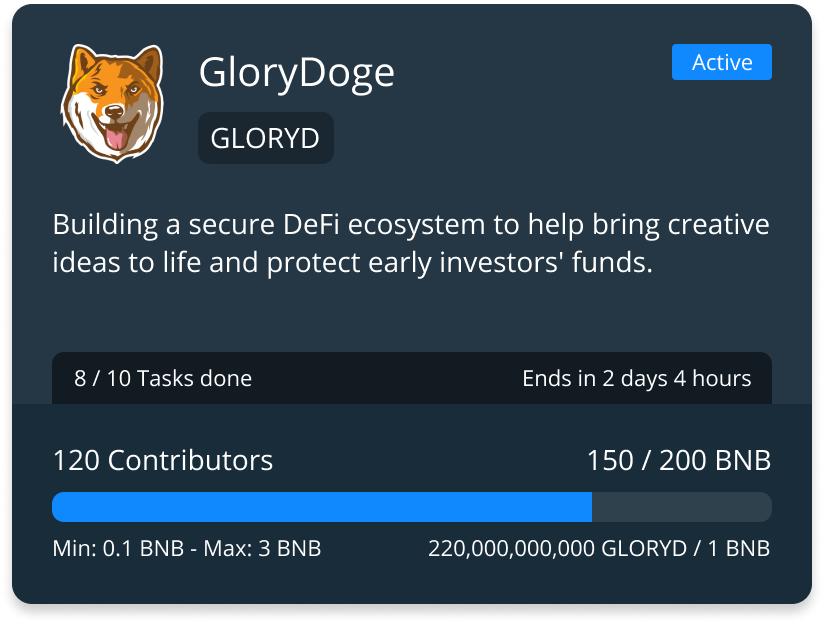 GloryDoge
Active
GLORYD
Building a secure DeFi ecosystem to help bring creative
ideas to life and protect early investors' funds.
8 / 10 Tasks done
Ends in 2 days 4 hours
120 Contributors
150 / 200 BNB
Min: 0.1 BNB - Max: 3 BNB
220,000,000,000 GLORYD / 1 BNB